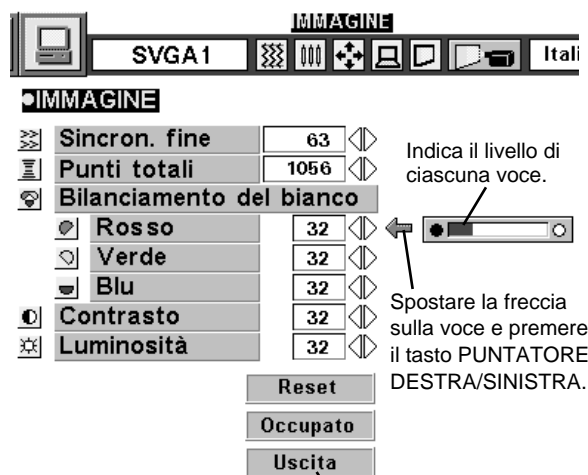 IMMAGINE
SVGA1 Itali
●IMMAGINE
Sincron. fine 63
Punti totali 1056
Bilanciamento del bianco
Rosso 32
Verde 32
Blu 32
Contrasto 32
Luminosità 32
Reset
Occupato
Uscita
Indica il livello di
ciascuna voce.
Spostare la freccia
sulla voce e premere
il tasto PUNTATORE
DESTRA/SINISTRA.